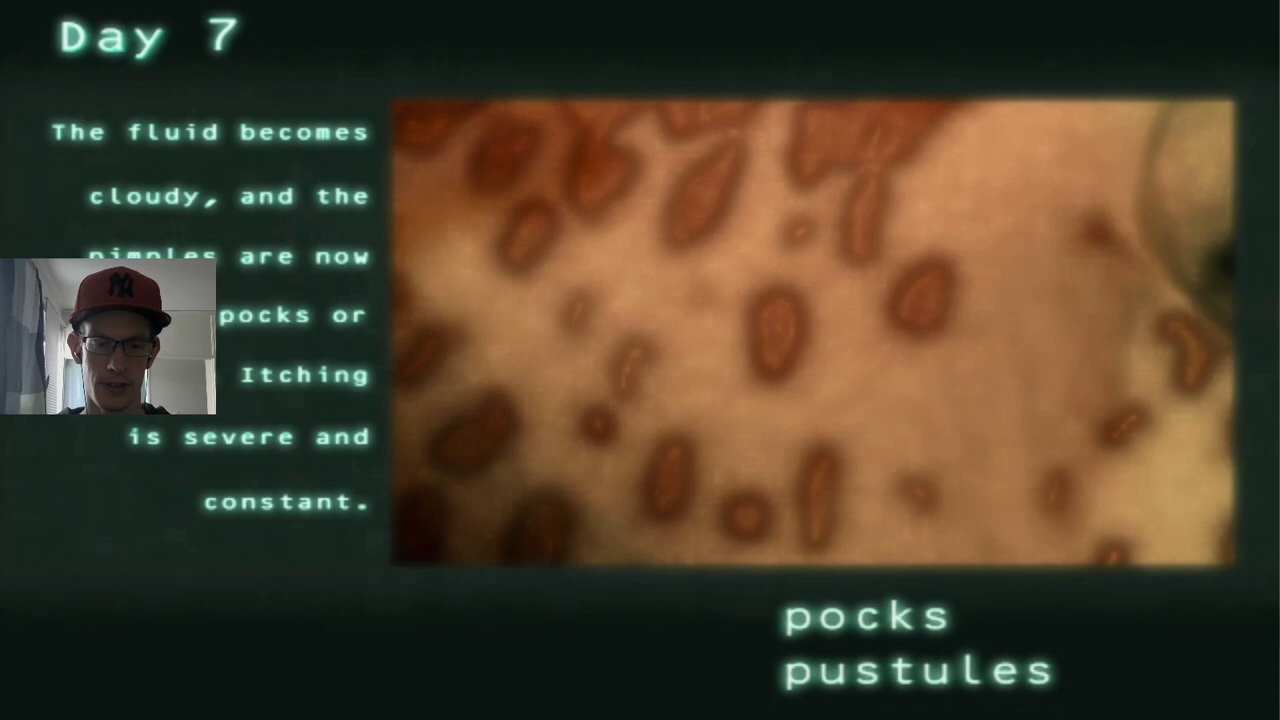 Day 7
The fluid becomes
cloudy, and the
pimples are now
pocks or
Itching
is severe and
constant.
pocks
pustules